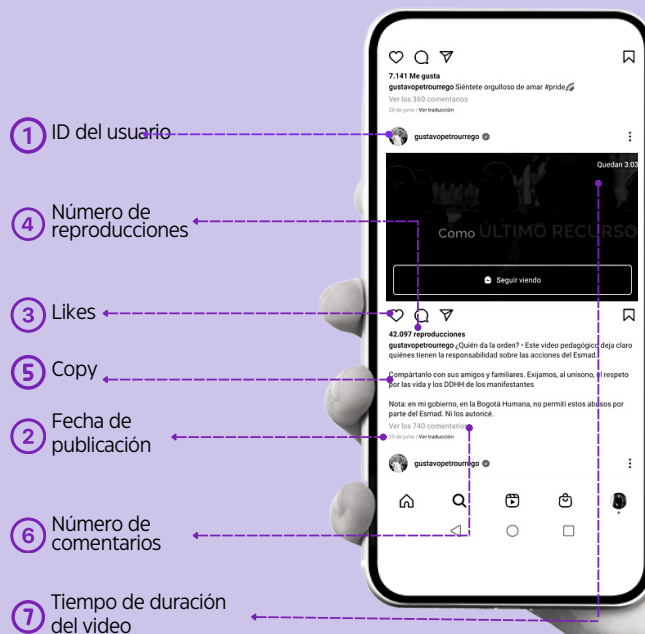 7.141 Me gusta
gustavopetrourrego Siéntete orgulloso de amar #pride
Ver los 360 comentarios
28 de junio • Ver traducción
1 ID del usuario
gustavopetrourrego
Quedan 3:03
4 Número de
reproducciones
Como ÚLTIMO RECURSO
Seguir viendo
3 Likes
42.097 reproducciones
gustavopetrourrego ¿Quién da la orden? • Este video pedagógico deja claro
quiénes tienen la responsabilidad sobre las acciones del Esmad.
5 Copy
Compártanlo con sus amigos y familiares. Exijamos, al unísono, el respeto
por las vida y los DDHH de los manifestantes
Nota: en mi gobierno, en la Bogotá Humana, no permití estos abusos por
parte del Esmad. Ni los autoricé.
Ver los 740 comentarios
2 Fecha de
publicación
25 de junio • Ver traducción
gustavopetrourrego
6 Número de
comentarios
7 Tiempo de duración
del video